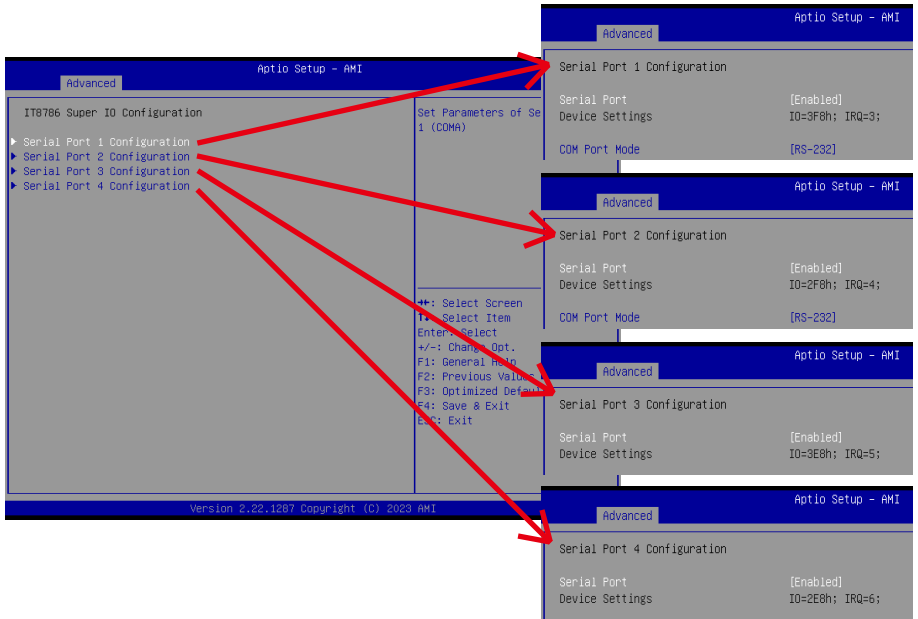 Aptio Setup – AMI
Advanced
IT8786 Super IO Configuration
Serial Port 1 Configuration
Serial Port 2 Configuration
Serial Port 3 Configuration
Serial Port 4 Configuration
Set Parameters of Se
1 (COMA)
: Select Screen
: Select Item
Enter: Select
+/-: Change Opt.
F1: General Help
F2: Previous Values
F3: Optimized Defau
F4: Save & Exit
ESC: Exit
Version 2.22.1287 Copyright (C) 2023 AMI
Aptio Setup – AMI
Advanced
Serial Port 1 Configuration
Serial Port [Enabled]
Device Settings IO=3F8h; IRQ=3;
COM Port Mode [RS-232]
Aptio Setup – AMI
Advanced
Serial Port 2 Configuration
Serial Port [Enabled]
Device Settings IO=2F8h; IRQ=4;
COM Port Mode [RS-232]
Aptio Setup – AMI
Advanced
Serial Port 3 Configuration
Serial Port [Enabled]
Device Settings IO=3E8h; IRQ=5;
Aptio Setup – AMI
Advanced
Serial Port 4 Configuration
Serial Port [Enabled]
Device Settings IO=2E8h; IRQ=6;